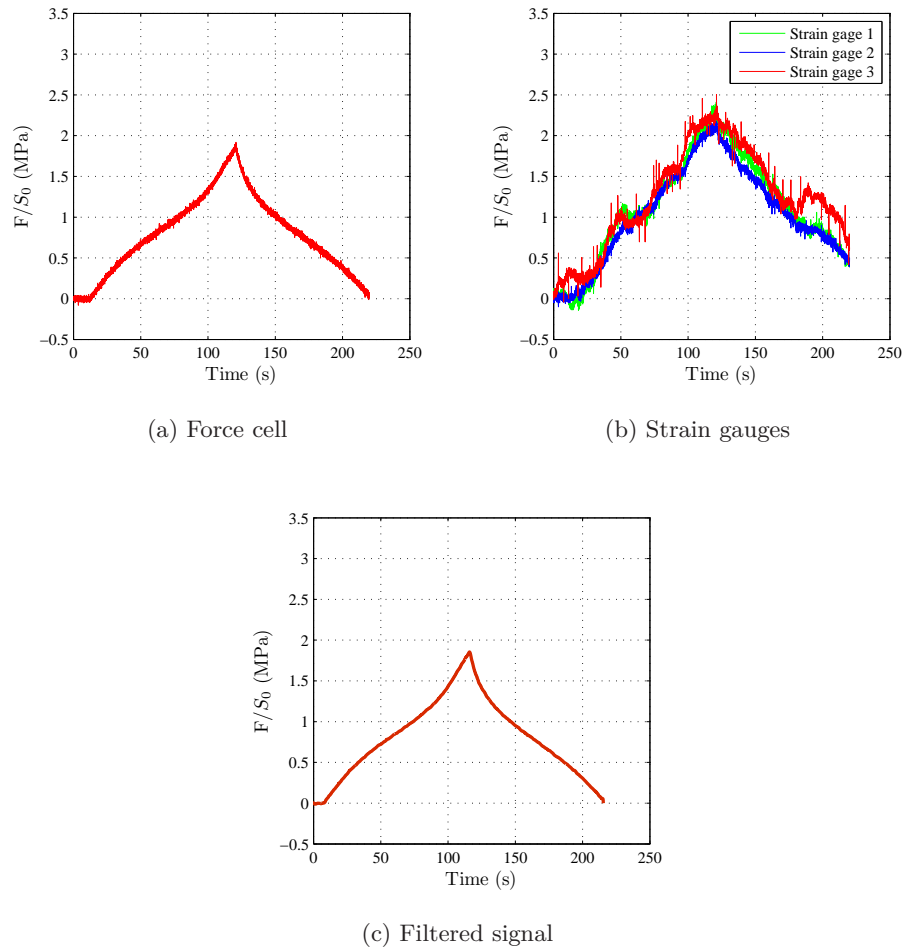 3.5
3
2.5
2
1.5
1
0.5
0
−0.5
F/S0 (MPa)
0 50 100 150 200 250
Time (s)
(a) Force cell
3.5
3
2.5
2
1.5
1
0.5
0
−0.5
F/S0 (MPa)
Strain gage 1
Strain gage 2
Strain gage 3
0 50 100 150 200 250
Time (s)
(b) Strain gauges
3.5
3
2.5
2
1.5
1
0.5
0
−0.5
F/S0 (MPa)
0 50 100 150 200 250
Time (s)
(c) Filtered signal